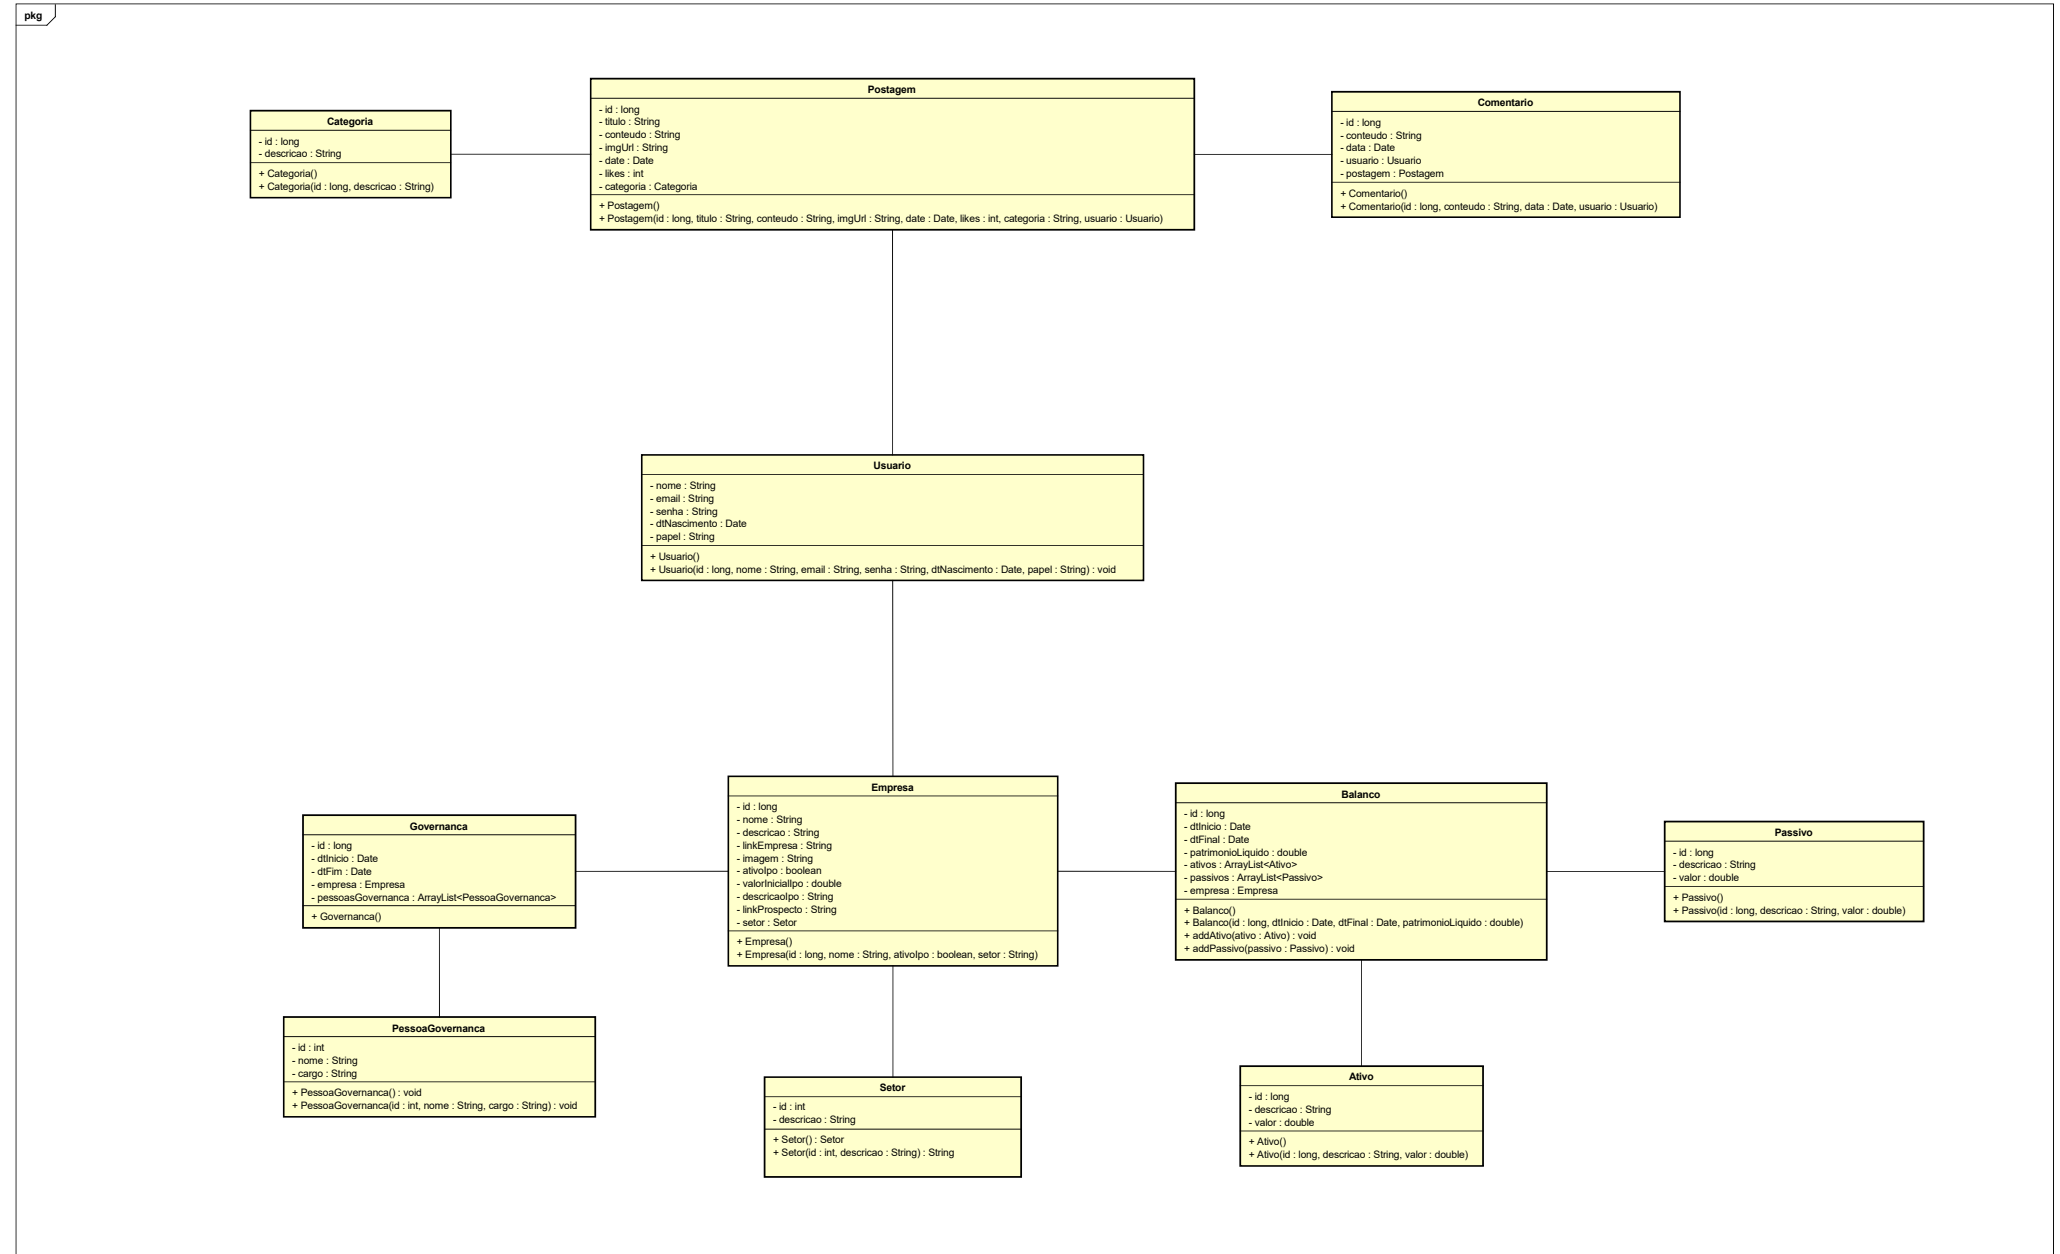 pkg
Categoria
- id : long
- descricao : String
+ Categoria()
+ Categoria(id : long, descricao : String)
Postagem
- id : long
- titulo : String
- conteudo : String
- imgUrl : String
- date : Date
- likes : int
- categoria : Categoria
+ Postagem()
+ Postagem(id : long, titulo : String, conteudo : String, imgUrl : String, date : Date, likes : int, categoria : String, usuario : Usuario)
Comentario
- id : long
- conteudo : String
- data : Date
- usuario : Usuario
- postagem : Postagem
+ Comentario()
+ Comentario(id : long, conteudo : String, data : Date, usuario : Usuario)
Usuario
- nome : String
- email : String
- senha : String
- dtNascimento : Date
- papel : String
+ Usuario()
+ Usuario(id : long, nome : String, email : String, senha : String, dtNascimento : Date, papel : String) : void
Governanca
- id : long
- dtInicio : Date
- dtFim : Date
- empresa : Empresa
- pessoasGovernanca : ArrayList<PessoaGovernanca>
+ Governanca()
Empresa
- id : long
- nome : String
- descricao : String
- linkEmpresa : String
- imagem : String
- ativoIpo : boolean
- valorInicialIpo : double
- descricaoIpo : String
- linkProspecto : String
- setor : Setor
+ Empresa()
+ Empresa(id : long, nome : String, ativoIpo : boolean, setor : String)
Balanco
- id : long
- dtInicio : Date
- dtFinal : Date
- patrimonioLiquido : double
- ativos : ArrayList<Ativo>
- passivos : ArrayList<Passivo>
- empresa : Empresa
+ Balanco()
+ Balanco(id : long, dtInicio : Date, dtFinal : Date, patrimonioLiquido : double)
+ addAtivo(ativo : Ativo) : void
+ addPassivo(passivo : Passivo) : void
Passivo
- id : long
- descricao : String
- valor : double
+ Passivo()
+ Passivo(id : long, descricao : String, valor : double)
PessoaGovernanca
- id : int
- nome : String
- cargo : String
+ PessoaGovernanca() : void
+ PessoaGovernanca(id : int, nome : String, cargo : String) : void
Setor
- id : int
- descricao : String
+ Setor() : Setor
+ Setor(id : int, descricao : String) : String
Ativo
- id : long
- descricao : String
- valor : double
+ Ativo()
+ Ativo(id : long, descricao : String, valor : double)